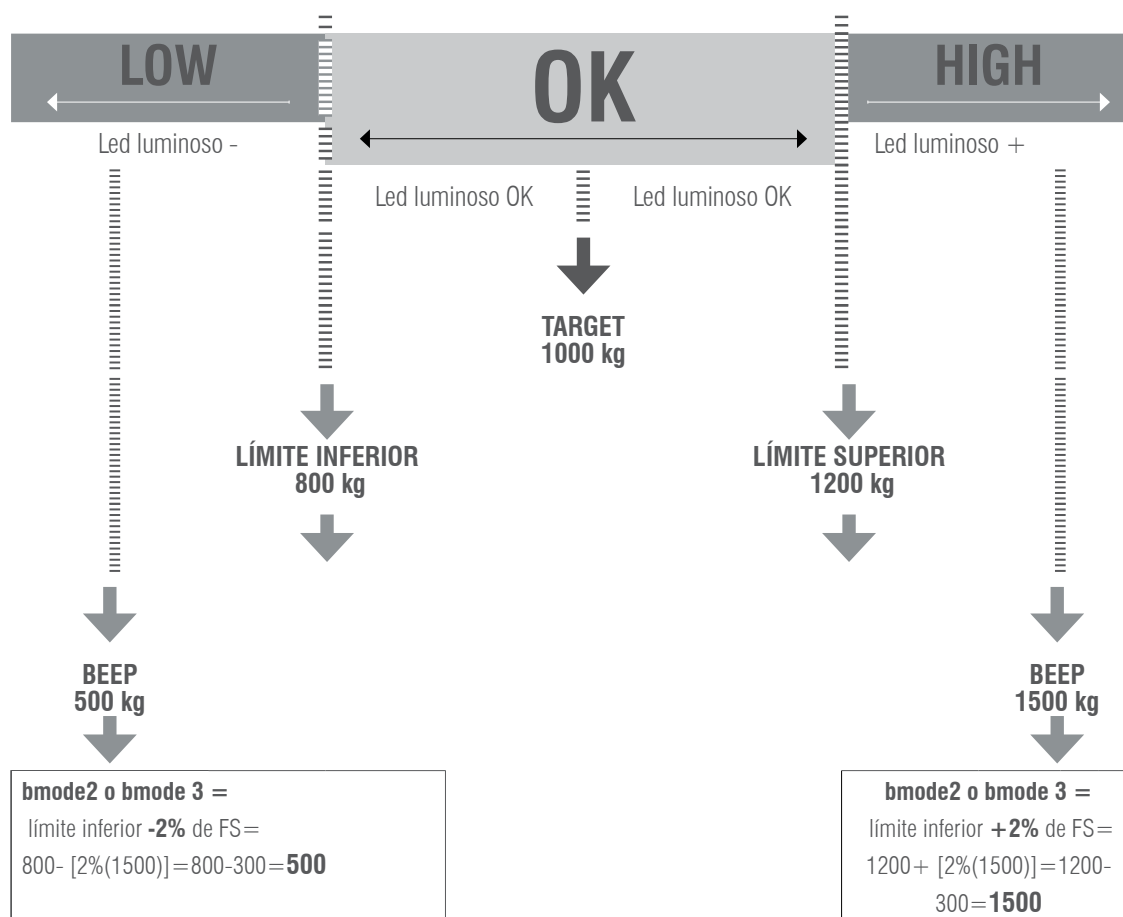 LOW
OK
HIGH
Led luminoso -
Led luminoso +
Led luminoso OK
Led luminoso OK
TARGET
1000 kg
LÍMITE INFERIOR
800 kg
LÍMITE SUPERIOR
1200 kg
BEEP
500 kg
BEEP
1500 kg
bmode2 o bmode 3 =
límite inferior -2% de FS=
800- [2%(1500)]=800-300=500
bmode2 o bmode 3 =
límite inferior +2% de FS=
1200+ [2%(1500)]=1200-
300=1500